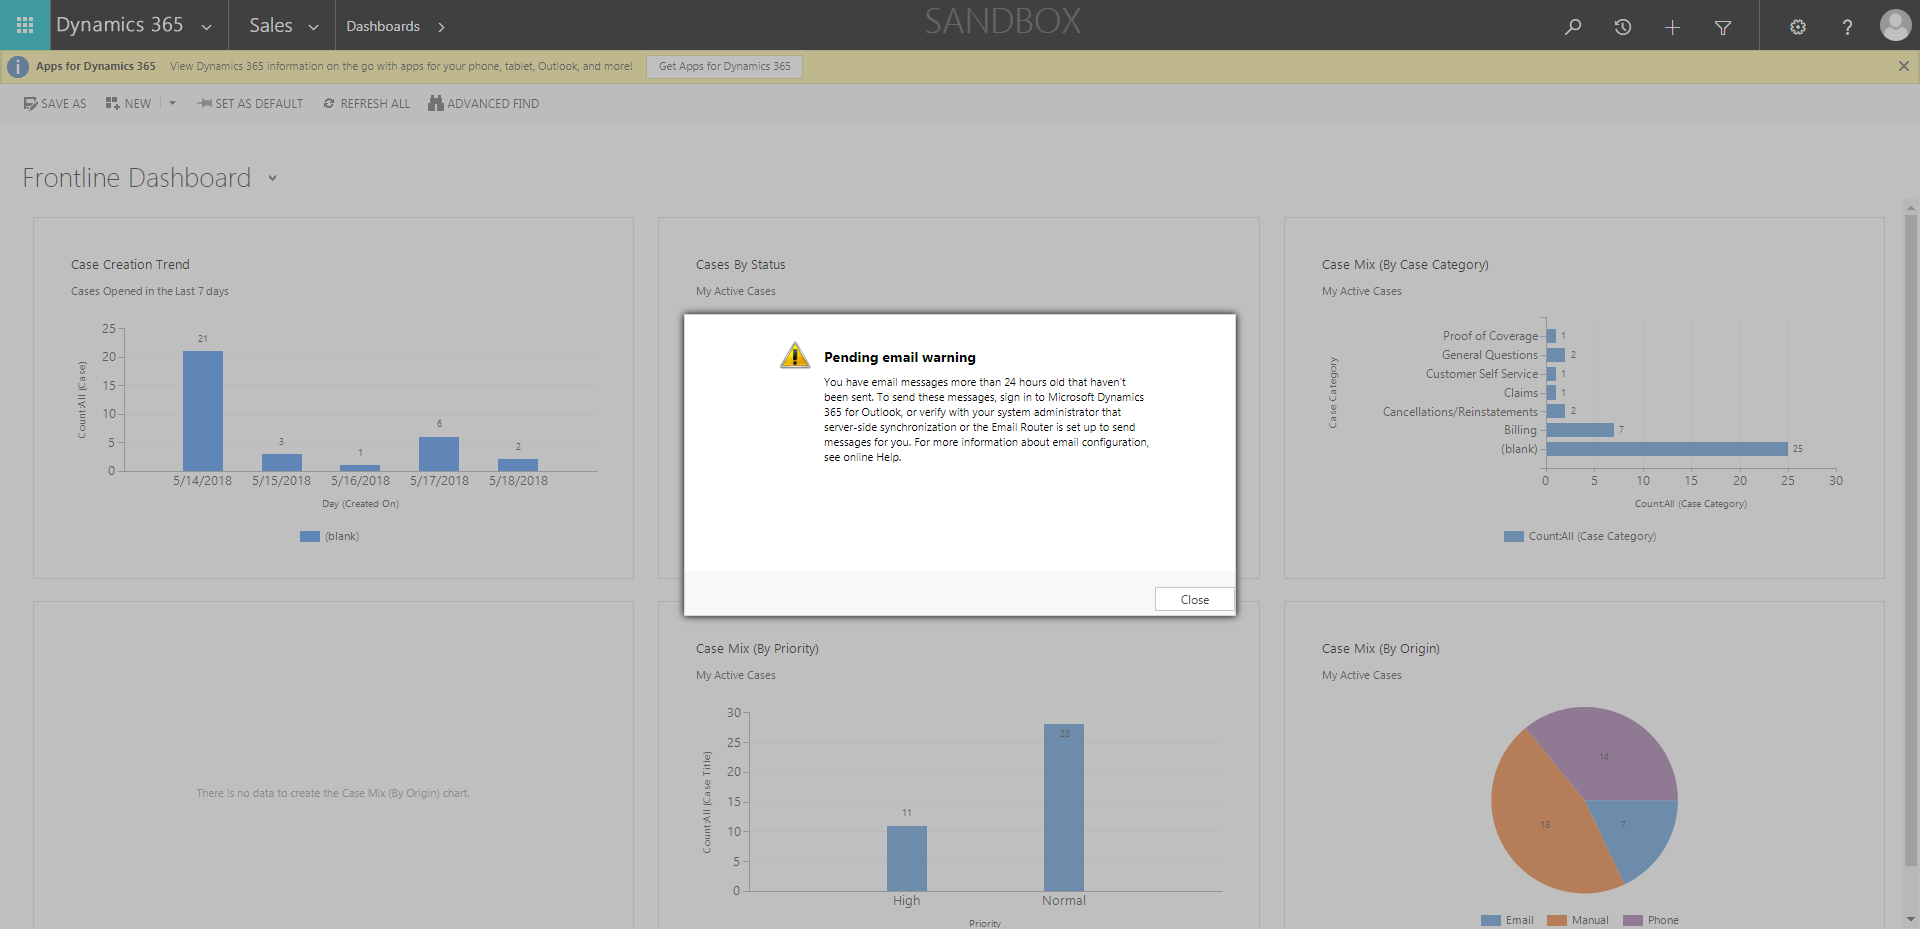 Dynamics 365
Sales
Dashboards
SANDBOX
Apps for Dynamics 365 View Dynamics 365 information on the go with apps for your phone, tablet, Outlook, and more! Get Apps for Dynamics 365
SAVE AS
NEW
SET AS DEFAULT
REFRESH ALL
ADVANCED FIND
Frontline Dashboard
Case Creation Trend
Cases Opened in the Last 7 days
25
20
15
10
5
0
Count:All (Case)
21
3
1
6
2
5/14/2018 5/15/2018 5/16/2018 5/17/2018 5/18/2018
Day (Created On)
(blank)
Cases By Status
My Active Cases
Pending email warning
You have email messages more than 24 hours old that haven't
been sent. To send these messages, sign in to Microsoft Dynamics
365 for Outlook, or verify with your system administrator that
server-side synchronization or the Email Router is set up to send
messages for you. For more information about email configuration,
see online Help.
Close
Case Mix (By Case Category)
My Active Cases
Case Category
Proof of Coverage 1
General Questions 2
Customer Self Service 1
Claims 1
Cancellations/Reinstatements 2
Billing 7
(blank) 25
0 5 10 15 20 25 30
Count:All (Case Category)
Count:All (Case Category)
There is no data to create the Case Mix (By Origin) chart.
Case Mix (By Priority)
My Active Cases
30
25
20
15
10
5
0
Count:All (Case Title)
11
28
High Normal
Priority
Case Mix (By Origin)
My Active Cases
14
18
7
Email Manual Phone